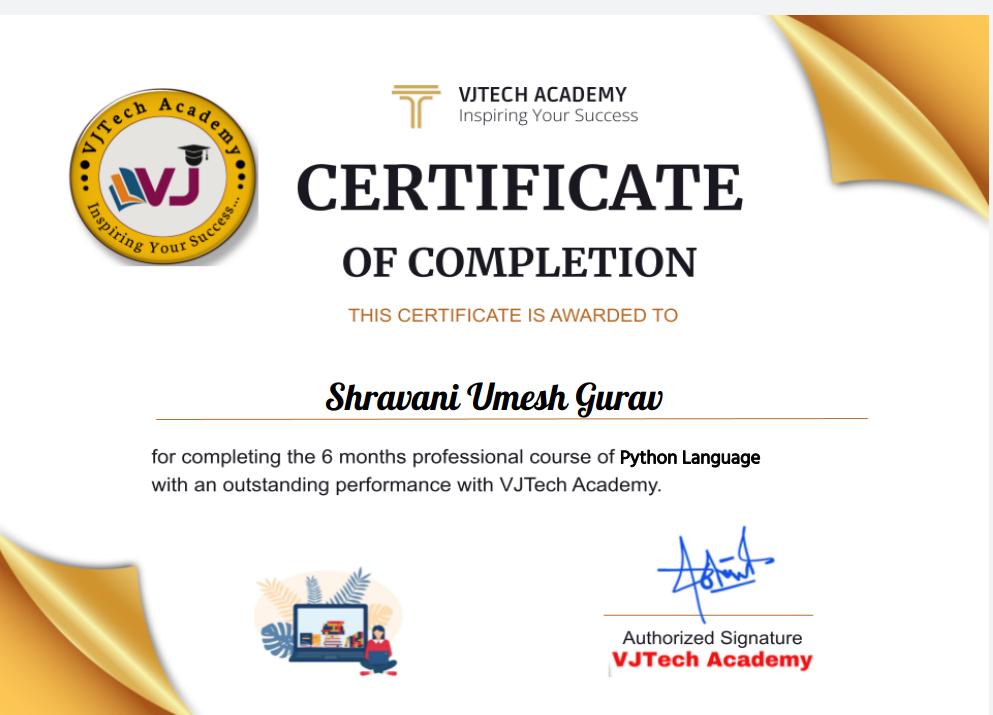 VJTech Academy
VJ
Inspiring Your Success...
VJTECH ACADEMY
Inspiring Your Success
CERTIFICATE
OF COMPLETION
THIS CERTIFICATE IS AWARDED TO
Shravani Umesh Gurav
for completing the 6 months professional course of Python Language
with an outstanding performance with VJTech Academy.
Authorized Signature
VJTech Academy